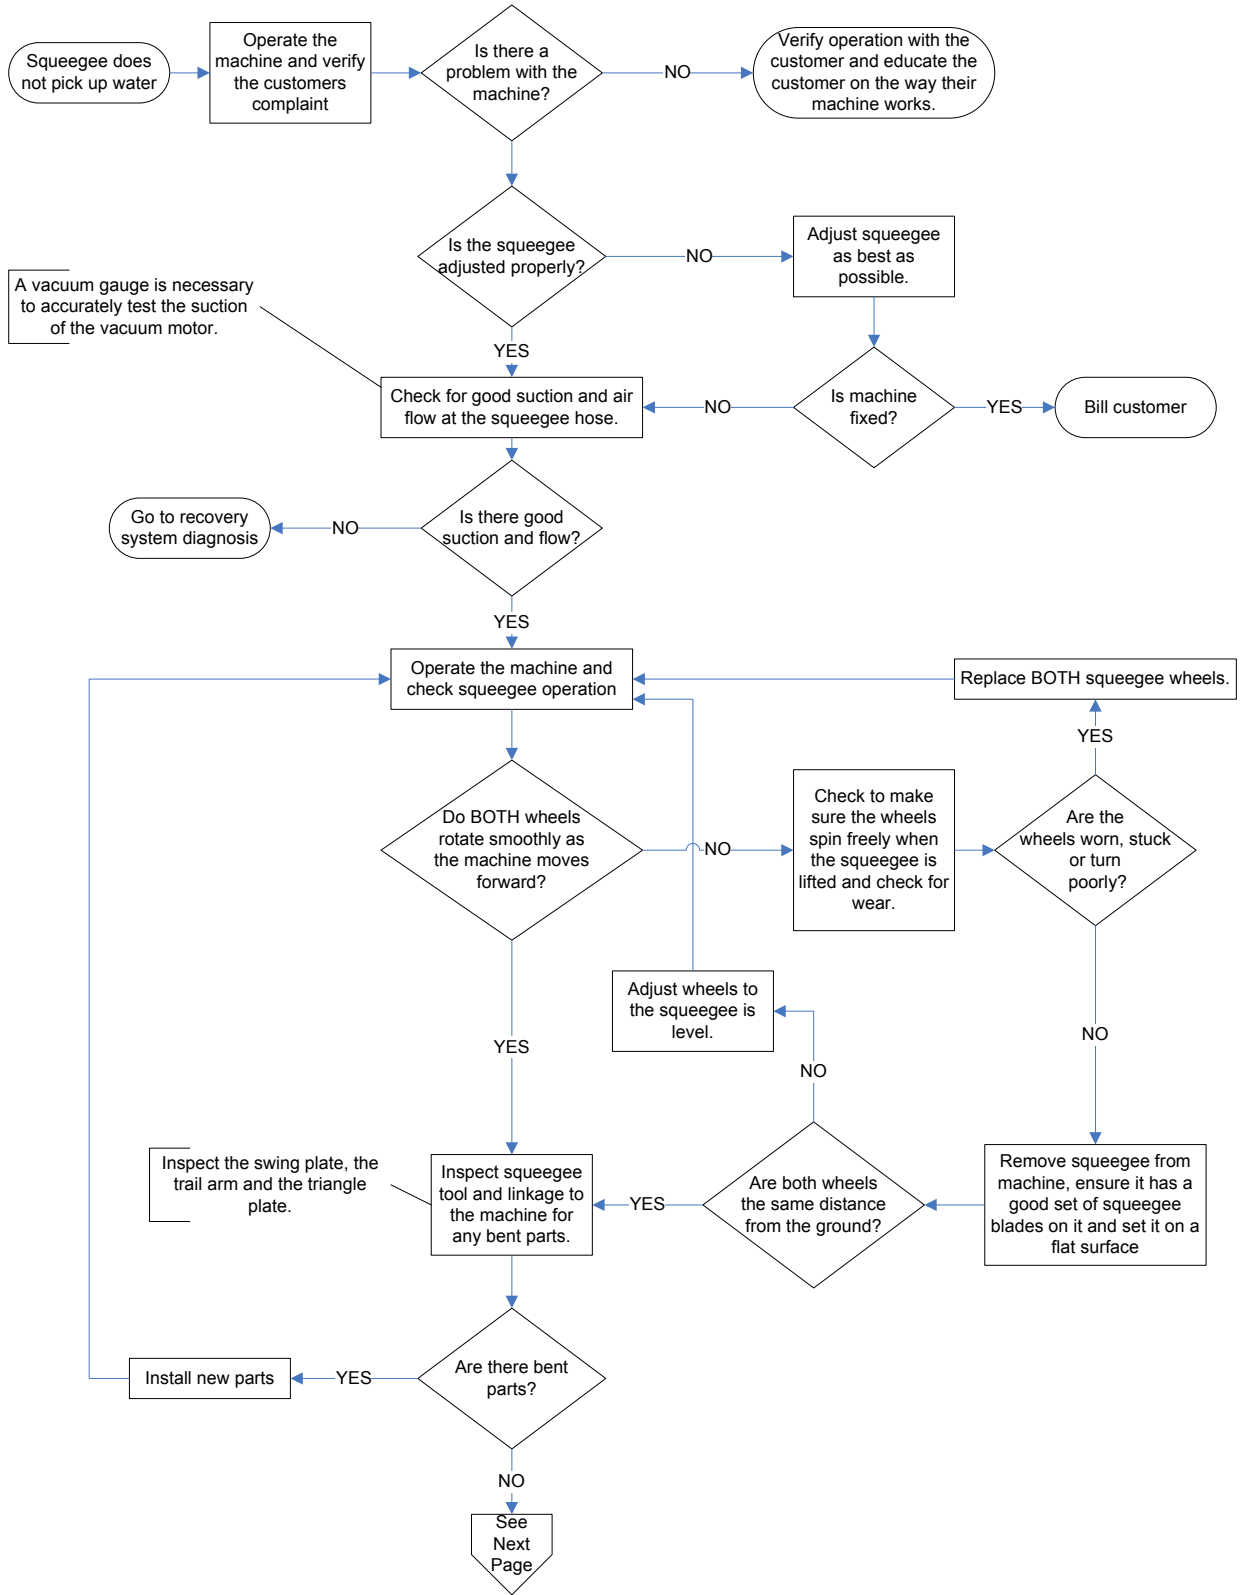 Squeegee does
not pick up water
Operate the
machine and verify
the customers
complaint
Is there a
problem with the
machine?
NO
Verify operation with the
customer and educate the
customer on the way their
machine works.
Is the squeegee
adjusted properly?
NO
Adjust squeegee
as best as
possible.
A vacuum gauge is necessary
to accurately test the suction
of the vacuum motor.
YES
Check for good suction and air
flow at the squeegee hose.
NO
Is machine
fixed?
YES
Bill customer
Go to recovery
system diagnosis
NO
Is there good
suction and flow?
YES
Operate the machine and
check squeegee operation
Replace BOTH squeegee wheels.
YES
Do BOTH wheels
rotate smoothly as
the machine moves
forward?
NO
Check to make
sure the wheels
spin freely when
the squeegee is
lifted and check for
wear.
Are the
wheels worn, stuck
or turn
poorly?
Adjust wheels to
the squeegee is
level.
YES
NO
NO
Inspect the swing plate, the
trail arm and the triangle
plate.
Inspect squeegee
tool and linkage to
the machine for
any bent parts.
YES
Are both wheels
the same distance
from the ground?
Remove squeegee from
machine, ensure it has a
good set of squeegee
blades on it and set it on a
flat surface
Install new parts
YES
Are there bent
parts?
NO
See
Next
Page